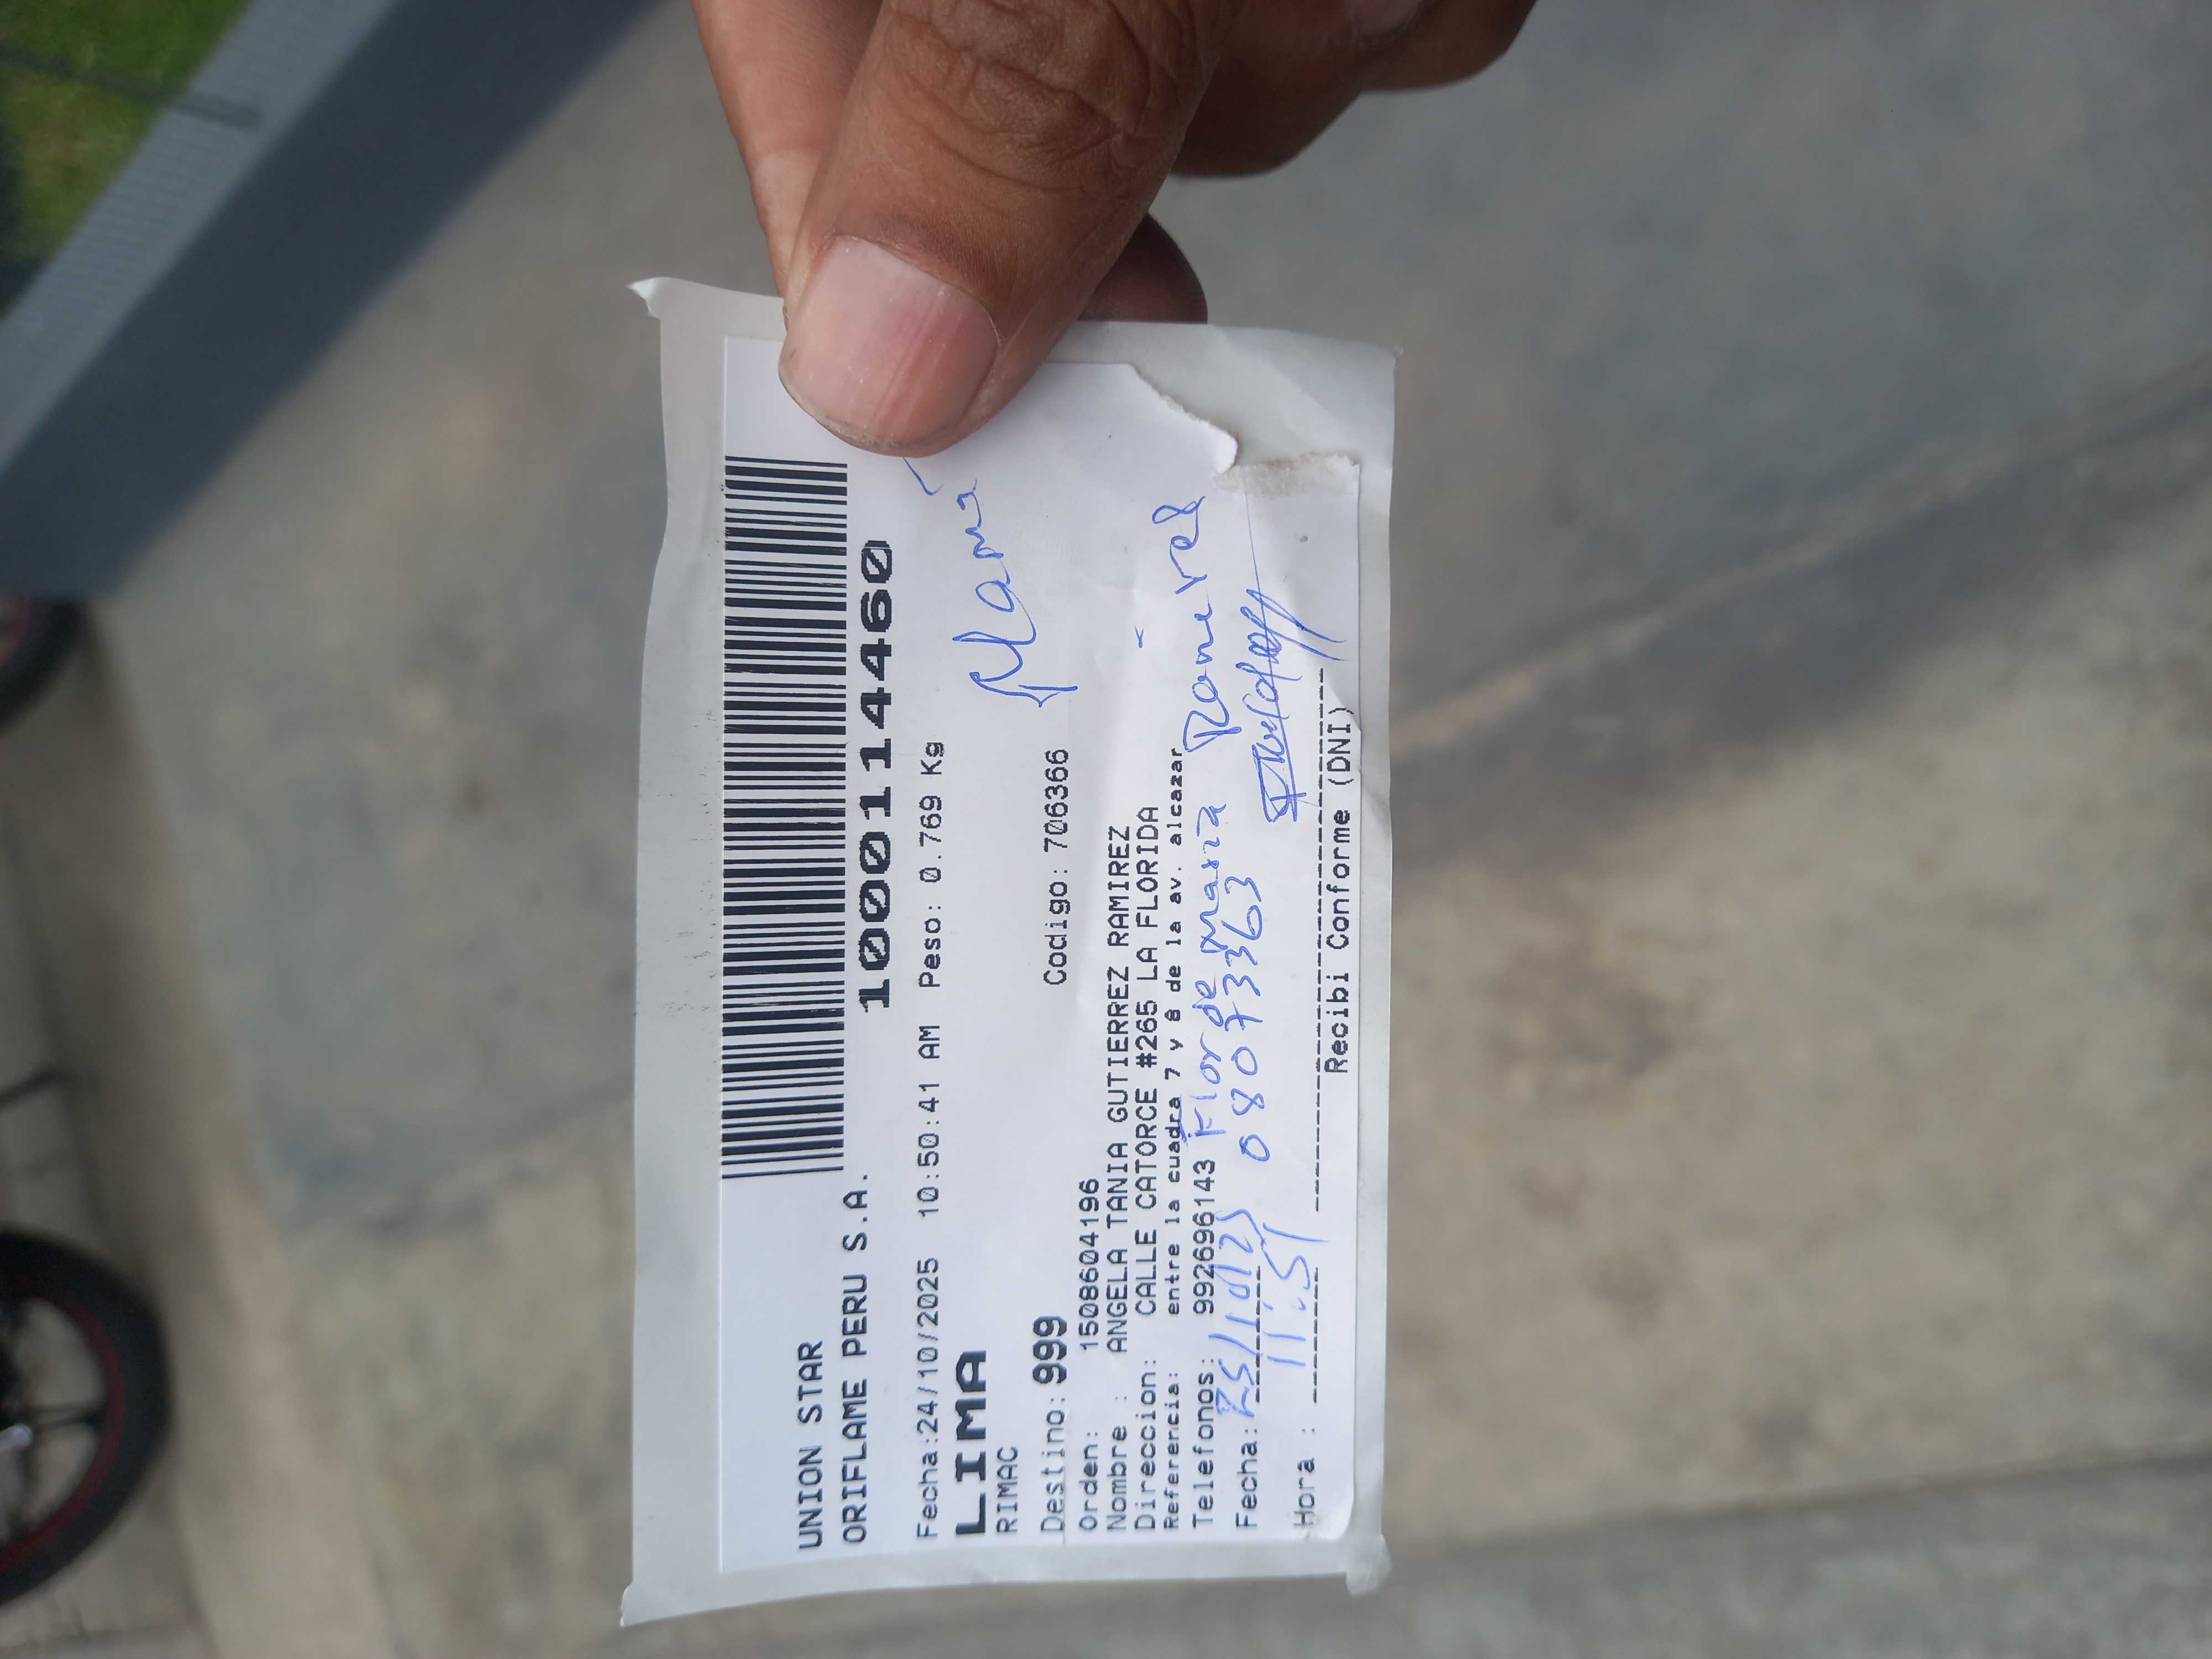 UNION STAR
ORIFLAME PERU S.A.
1000114460
Fecha:24/10/2025 10:50:41 AM Peso: 0.769 Kg
LIMA
RIMAC
Mamá
Destino:999
Codigo: 706366
Orden: 1508604196
Nombre : ANGELA TANIA GUTIERREZ RAMIREZ
Direccion: CALLE CATORCE #265 LA FLORIDA
Referencia: entre la cuadra 7 y 8 de la av. alcazar
Telefonos: 992696143 Flor de Maria
Fecha: 25/10/25 08073363
Hora : 11:51
Recibi Conforme (DNI)